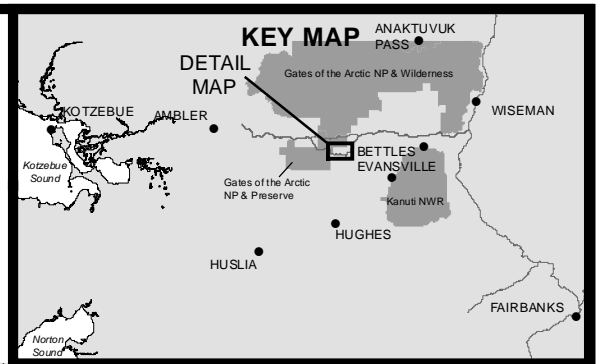 KEY MAP
ANAKTUVUK
PASS
DETAIL
MAP
Gates of the Arctic NP & Wilderness
KOTZEBUE
AMBLER
WISEMAN
Kotzebue
Sound
BETTLES
EVANSVILLE
Gates of the Arctic
NP & Preserve
Kanuti NWR
HUGHES
HUSLIA
FAIRBANKS
Norton
Sound